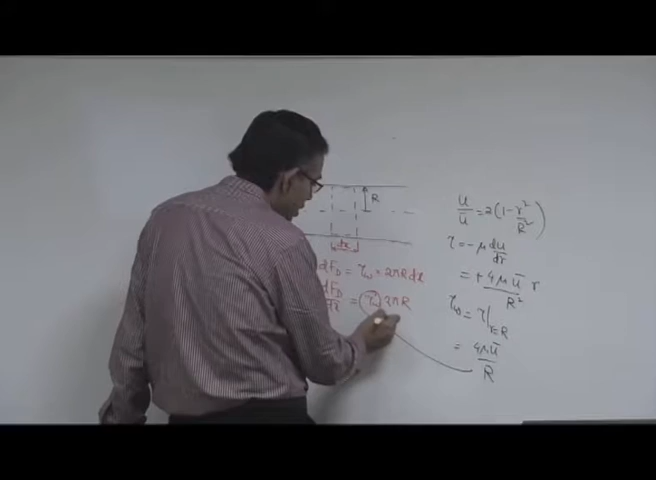 R
dx
dF_D = τ_w × 2πR dx
dF_D/dx = τ_w 2πR
u/ū = 2(1 - r²/R²)
τ = -μ du/dr
= + 4μū/R² r
τ_w = τ|_{r=R}
= 4μū/R